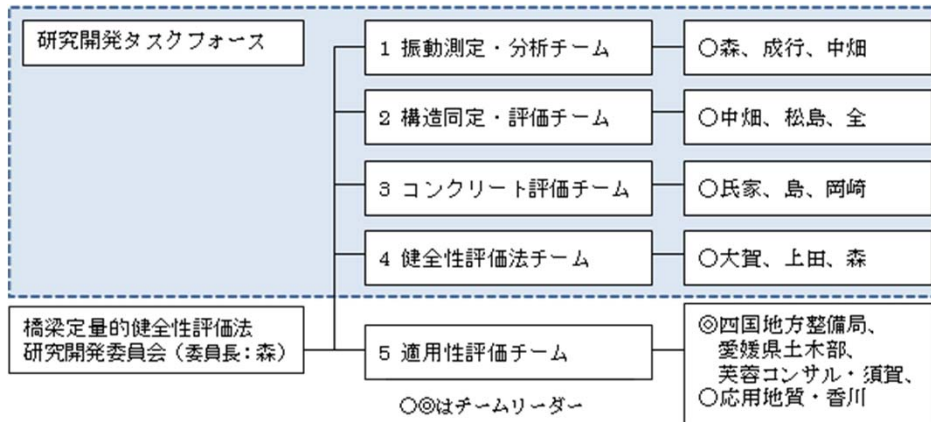 研究開発タスクフォース
1 振動測定・分析チーム
○森、成行、中畑
2 構造同定・評価チーム
○中畑、松島、全
3 コンクリート評価チーム
○氏家、島、岡崎
4 健全性評価法チーム
○大賀、上田、森
橋梁定量的健全性評価法
研究開発委員会（委員長：森）
5 適用性評価チーム
◎四国地方整備局、
愛媛県土木部、
芙蓉コンサル・須賀、
○応用地質・香川
○◎はチームリーダー